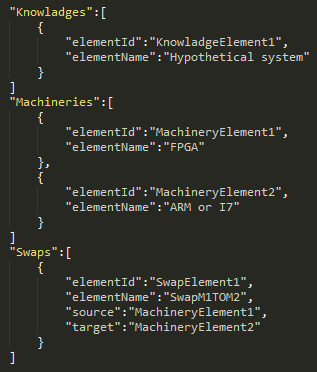 "Knowladges":[
{
"elementId":"KnowladgeElement1",
"elementName":"Hypothetical system"
}
]
"Machineries":[
{
"elementId":"MachineryElement1",
"elementName":"FPGA"
},
{
"elementId":"MachineryElement2",
"elementName":"ARM or I7"
}
]
"Swaps":[
{
"elementId":"SwapElement1",
"elementName":"SwapM1TOM2",
"source":"MachineryElement1",
"target":"MachineryElement2"
}
]